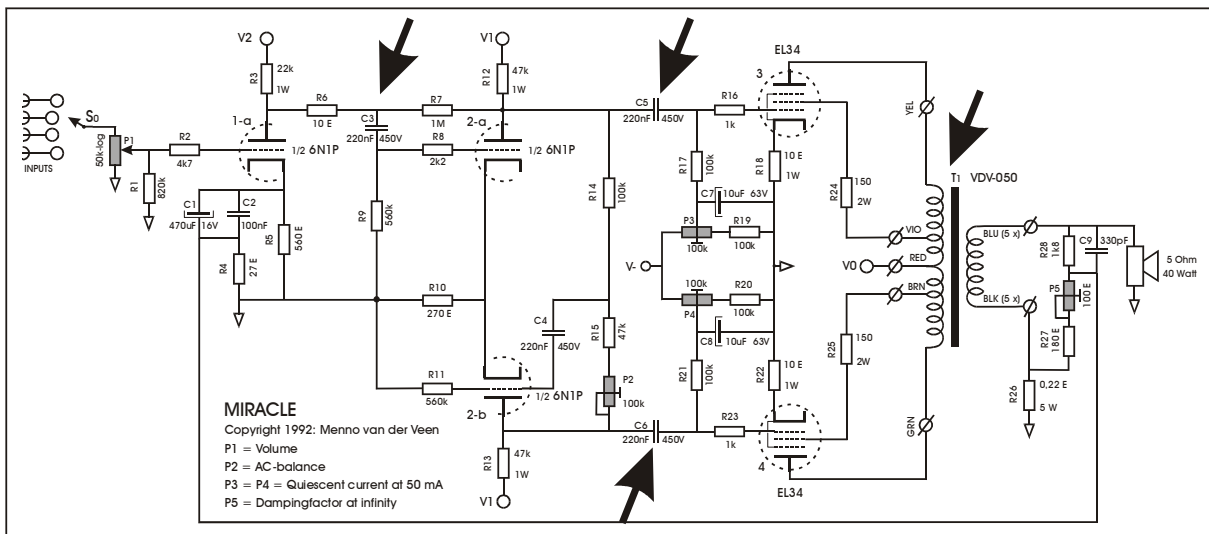 V2
R3
22k
1W
V1
R12
47k
1W
EL34
3
S0
INPUTS
50k-log
P1
R1
820k
R2
4k7
1-a
1/2 6N1P
R6
10 E
C3
220nF 450V
R7
1M
R8
2k2
2-a
1/2 6N1P
C5
220nF 450V
R16
1k
R17
100k
R18
10 E
1W
C7
10uF 63V
R24
150
2W
YEL
T1 VDV-050
C1
470uF 16V
C2
100nF
R4
27 E
R5
560 E
R9
560k
R14
100k
P3
100k
R19
100k
V-
VIO
V0
RED
BRN
BLU (5 x)
R28
1k8
C9
330pF
5 Ohm
40 Watt
BLK (5 x)
P5
100 E
R27
180 E
R26
0,22 E
5 W
R10
270 E
C4
220nF 450V
R15
47k
P2
100k
100k
P4
R20
100k
C8
10uF 63V
R21
100k
R22
10 E
1W
R25
150
2W
R11
560k
2-b
1/2 6N1P
C6
220nF 450V
R23
1k
4
EL34
GRN
R13
47k
1W
V1
MIRACLE
Copyright 1992: Menno van der Veen
P1 = Volume
P2 = AC-balance
P3 = P4 = Quiescent current at 50 mA
P5 = Dampingfactor at infinity